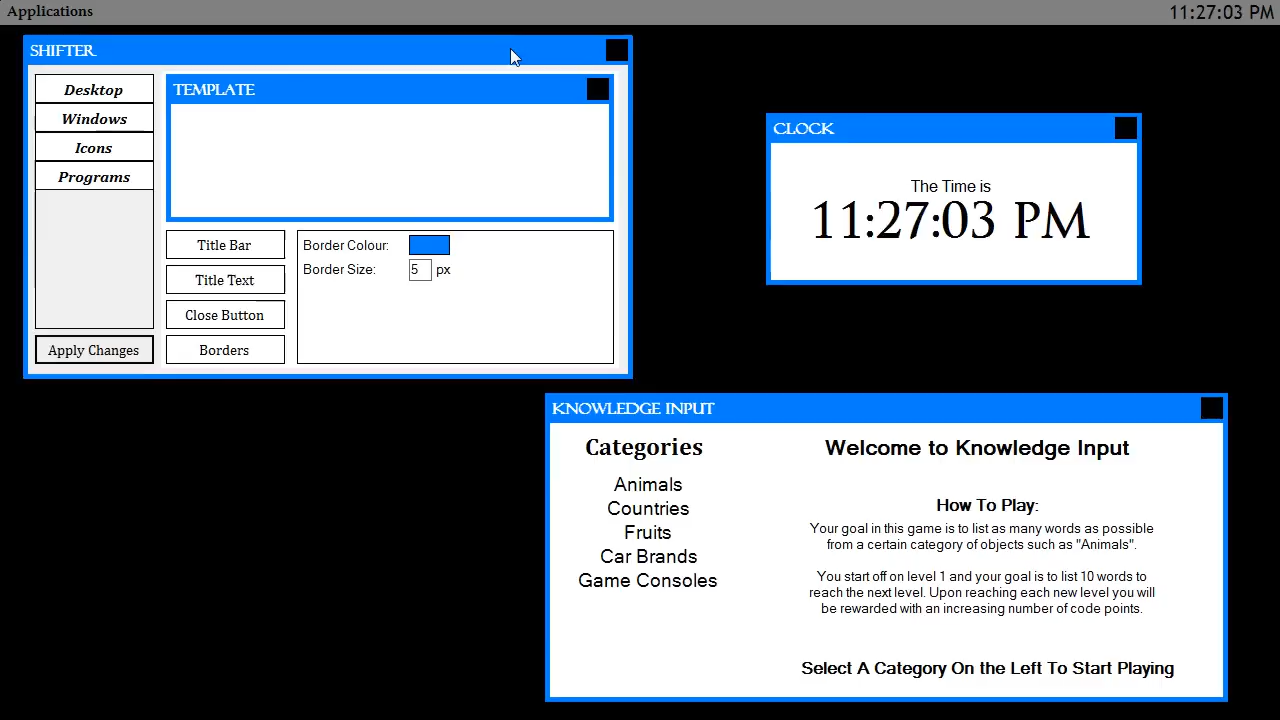 Applications
11:27:03 PM
SHIFTER
Desktop
Windows
Icons
Programs
Apply Changes
TEMPLATE
Title Bar
Title Text
Close Button
Borders
Border Colour:
Border Size: 5 px
CLOCK
The Time is
11:27:03 PM
KNOWLEDGE INPUT
Categories
Animals
Countries
Fruits
Car Brands
Game Consoles
Welcome to Knowledge Input
How To Play:
Your goal in this game is to list as many words as possible
from a certain category of objects such as "Animals".
You start off on level 1 and your goal is to list 10 words to
reach the next level. Upon reaching each new level you will
be rewarded with an increasing number of code points.
Select A Category On the Left To Start Playing